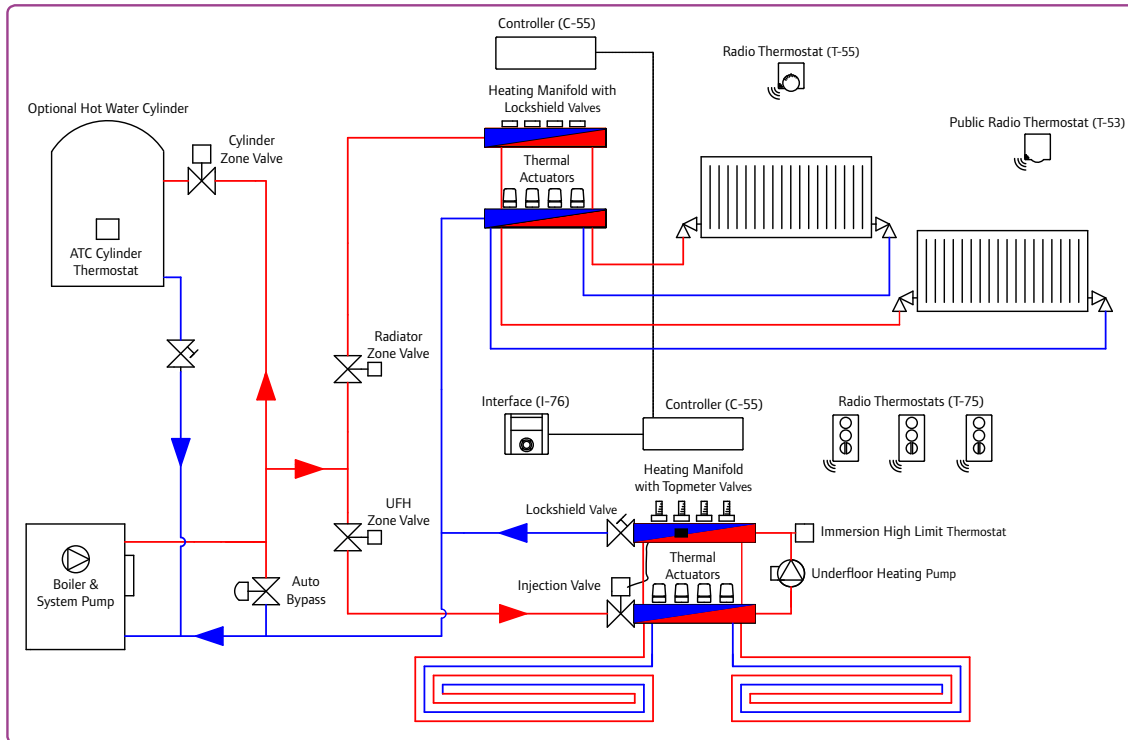 Controller (C-55)
Radio Thermostat (T-55)
Optional Hot Water Cylinder
Heating Manifold with
Lockshield Valves
Cylinder
Zone Valve
Public Radio Thermostat (T-53)
Thermal
Actuators
ATC Cylinder
Thermostat
Radiator
Zone Valve
Interface (I-76)
Controller (C-55)
Radio Thermostats (T-75)
Heating Manifold
with Topmeter Valves
UFH
Zone Valve
Lockshield Valve
Immersion High Limit Thermostat
Thermal
Actuators
Boiler &
System Pump
Auto
Bypass
Injection Valve
Underfloor Heating Pump